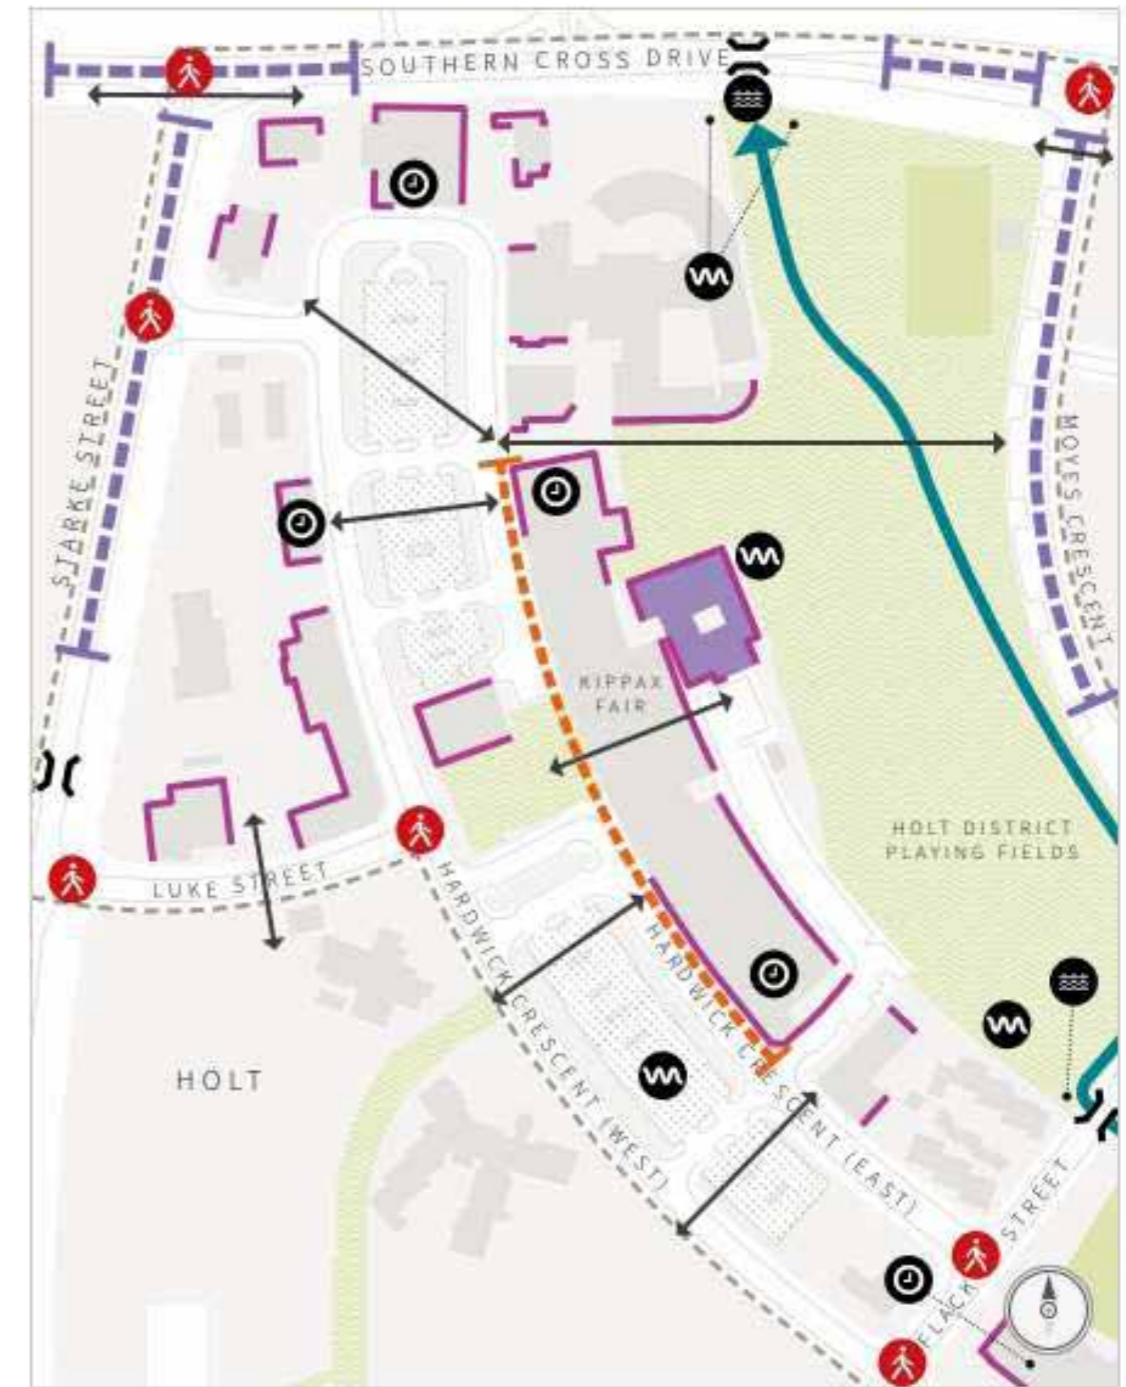 SOUTHERN CROSS DRIVE
STARKE STREET
MOYES CRESCENT
KIPPAX
FAIR
HOLT DISTRICT
PLAYING FIELDS
LUKE STREET
HARDWICK CRESCENT (WEST)
HARDWICK CRESCENT (EAST)
HOLT
FLACK STREET